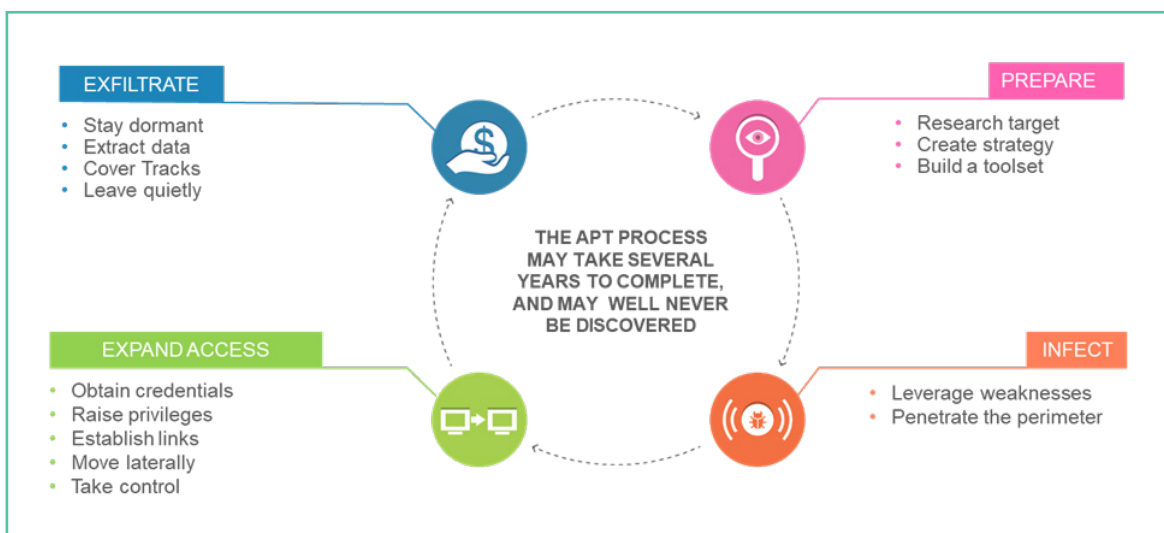 EXFILTRATE
• Stay dormant
• Extract data
• Cover Tracks
• Leave quietly
$
PREPARE
• Research target
• Create strategy
• Build a toolset
THE APT PROCESS
MAY TAKE SEVERAL
YEARS TO COMPLETE,
AND MAY WELL NEVER
BE DISCOVERED
EXPAND ACCESS
• Obtain credentials
• Raise privileges
• Establish links
• Move laterally
• Take control
INFECT
• Leverage weaknesses
• Penetrate the perimeter